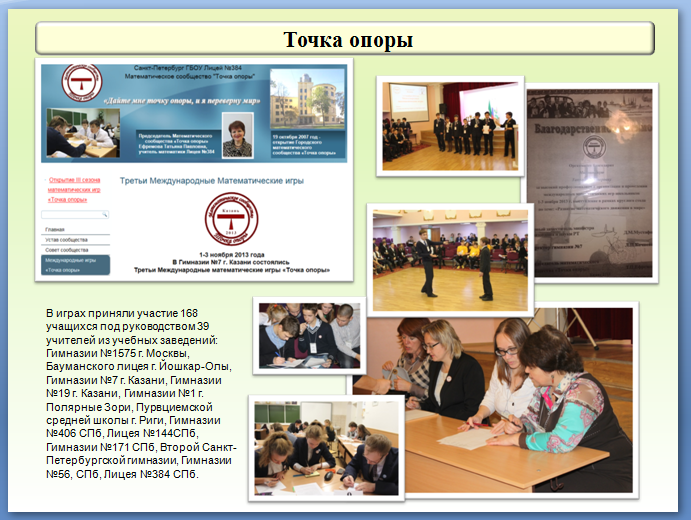 Точка опоры
Санкт-Петербург ГБОУ Лицей №384
Математическое сообщество "Точка опоры"
«Дайте мне точку опоры, и я переверну мир»
Председатель Математического
сообщества «Точка опоры»
Ефремова Татьяна Павловна,
учитель математики Лицея №384
19 октября 2007 год -
открытие Городского
математического
сообщества «Точка опоры»
Открытие III сезона
математических игр
«Точка опоры»
Главная
Устав сообщества
Совет сообщества
Международные игры
«Точка опоры»
Третьи Международные Математические игры
Казань
2013
Точка опоры
1-3 ноября 2013 года
В Гимназии №7 г. Казани состоялись
Третьи Международные математические игры «Точка опоры»
Благодарствен
В играх приняли участие 168
учащихся под руководством 39
учителей из учебных заведений:
Гимназии №1575 г. Москвы,
Бауманского лицея г. Йошкар-Олы,
Гимназии №7 г. Казани, Гимназии
№19 г. Казани, Гимназии №1 г.
Полярные Зори, Пурвциемской
средней школы г. Риги, Гимназии
№406 СПб, Лицея №144СПб,
Гимназии №171 СПб, Второй Санкт-
Петербургской гимназии, Гимназии
№56, СПб, Лицея №384 СПб.